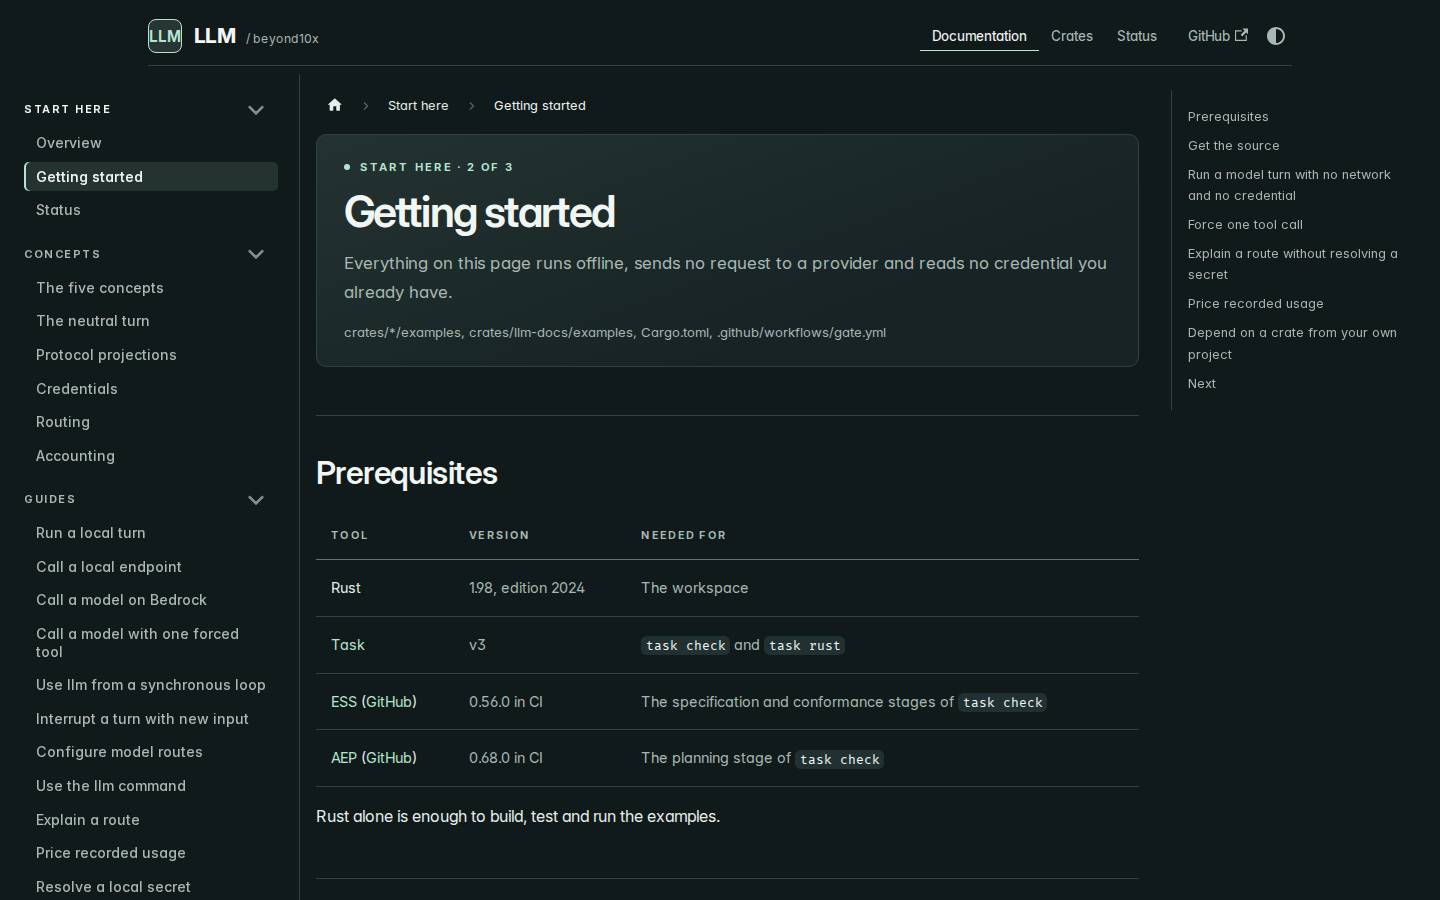 LLM LLM / beyond10x Documentation Crates Status GitHub
START HERE
Overview
Getting started
Status
CONCEPTS
The five concepts
The neutral turn
Protocol projections
Credentials
Routing
Accounting
GUIDES
Run a local turn
Call a local endpoint
Call a model on Bedrock
Call a model with one forced
tool
Use llm from a synchronous loop
Interrupt a turn with new input
Configure model routes
Use the llm command
Explain a route
Price recorded usage
Resolve a local secret
Start here Getting started
START HERE · 2 OF 3
Getting started
Everything on this page runs offline, sends no request to a provider and reads no credential you
already have.
crates/*/examples, crates/llm-docs/examples, Cargo.toml, .github/workflows/gate.yml
Prerequisites
TOOL VERSION NEEDED FOR
Rust 1.98, edition 2024 The workspace
Task v3 task check and task rust
ESS (GitHub) 0.56.0 in CI The specification and conformance stages of task check
AEP (GitHub) 0.68.0 in CI The planning stage of task check
Rust alone is enough to build, test and run the examples.
Prerequisites
Get the source
Run a model turn with no network
and no credential
Force one tool call
Explain a route without resolving a
secret
Price recorded usage
Depend on a crate from your own
project
Next